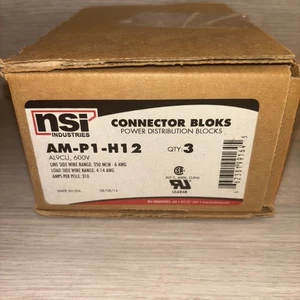 nsi
INDUSTRIES
CONNECTOR BLOKS
POWER DISTRIBUTION BLOCKS
AM-P1-H12
QTY: 3
AL9CU, 600V
LINE SIDE WIRE RANGE: 350 MCM - 6 AWG
LOAD SIDE WIRE RANGE: 4-14 AWG
AMPS PER POLE: 310